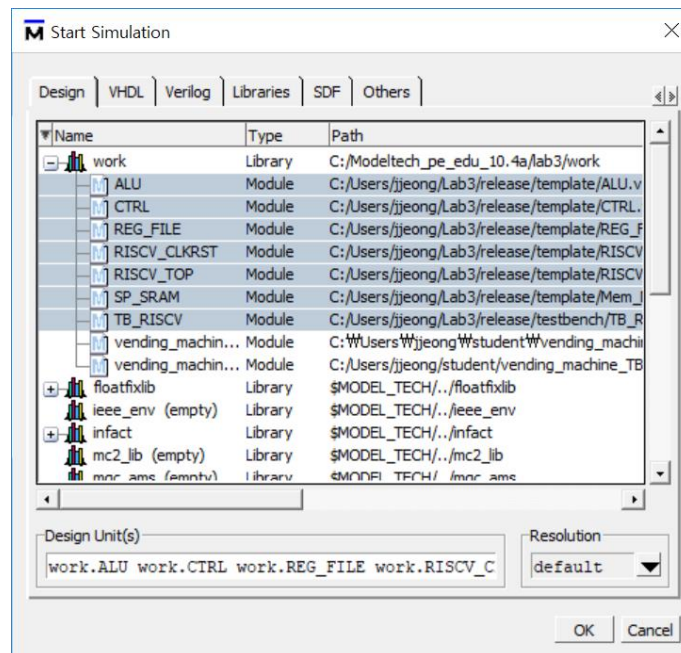 M Start Simulation
Design VHDL Verilog Libraries SDF Others
Name Type Path
work Library C:/Modeltech_pe_edu_10.4a/lab3/work
M ALU Module C:/Users/jjeong/Lab3/release/template/ALU.v
M CTRL Module C:/Users/jjeong/Lab3/release/template/CTRL.
M REG_FILE Module C:/Users/jjeong/Lab3/release/template/REG_F
M RISCV_CLKRST Module C:/Users/jjeong/Lab3/release/template/RISCV
M RISCV_TOP Module C:/Users/jjeong/Lab3/release/template/RISCV
M SP_SRAM Module C:/Users/jjeong/Lab3/release/template/Mem_
M TB_RISCV Module C:/Users/jjeong/Lab3/release/testbench/TB_R
M vending_machin... Module C:₩Users₩jjeong₩student₩vending_machi
M vending_machin... Module C:/Users/jjeong/student/vending_machine_TB
floatfixlib Library $MODEL_TECH/../floatfixlib
ieee_env (empty) Library $MODEL_TECH/../ieee_env
infact Library $MODEL_TECH/../infact
mc2_lib (empty) Library $MODEL_TECH/../mc2_lib
mgc_ams (empty) Library $MODEL_TECH/../mgc_ams
Design Unit(s) Resolution
work.ALU work.CTRL work.REG_FILE work.RISCV_C default
OK Cancel